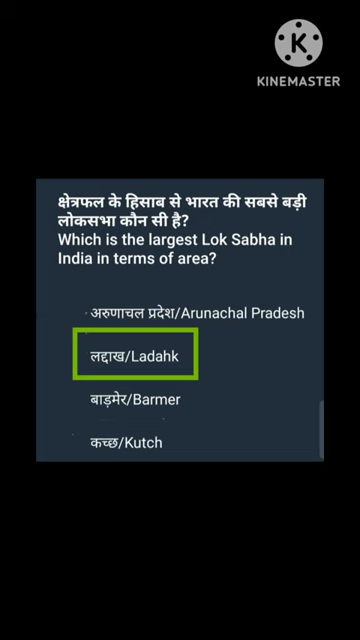 K
KINEMASTER
क्षेत्रफल के हिसाब से भारत की सबसे बड़ी
लोकसभा कौन सी है?
Which is the largest Lok Sabha in
India in terms of area?
अरुणाचल प्रदेश/Arunachal Pradesh
लद्दाख/Ladahk
बाड़मेर/Barmer
कच्छ/Kutch